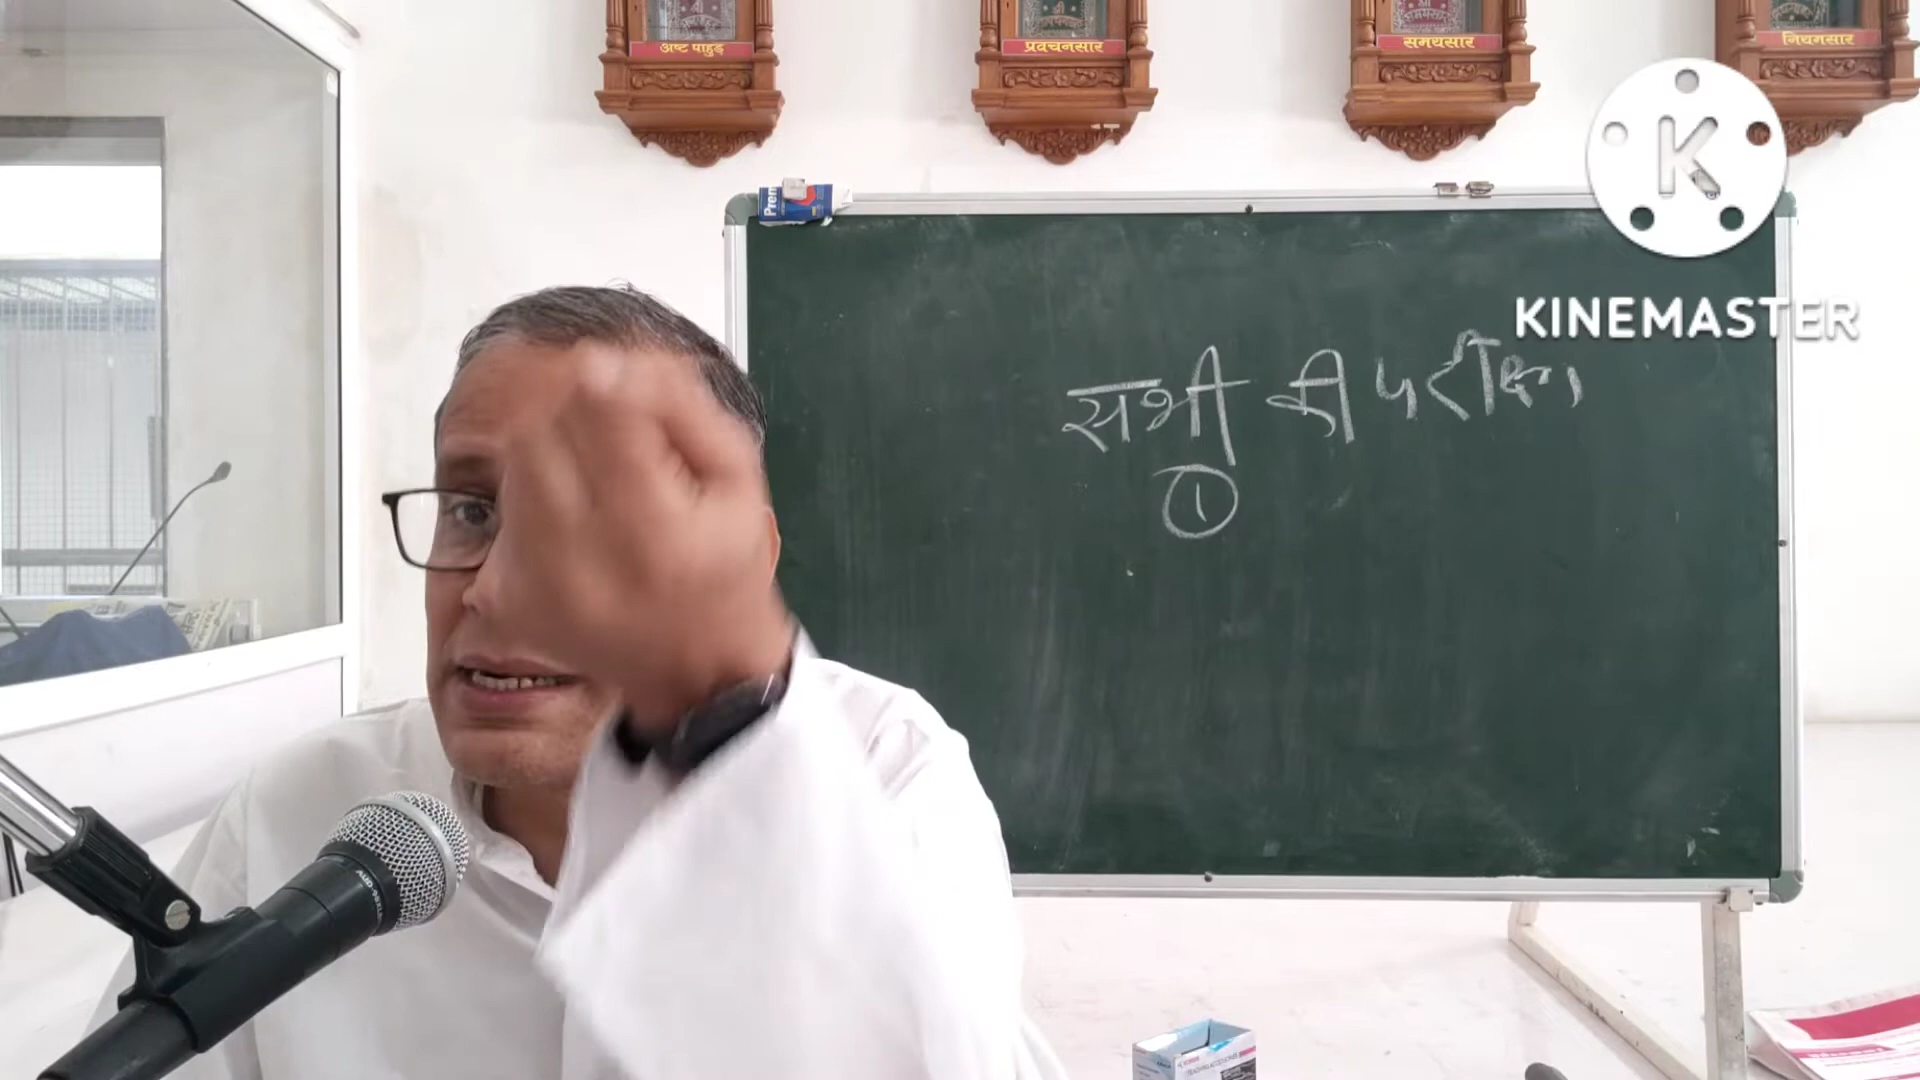 अष्ट पाहुड़
प्रवचनसार
समयसार
नियमसार
K
KINEMASTER
सभी की परीक्षा
1